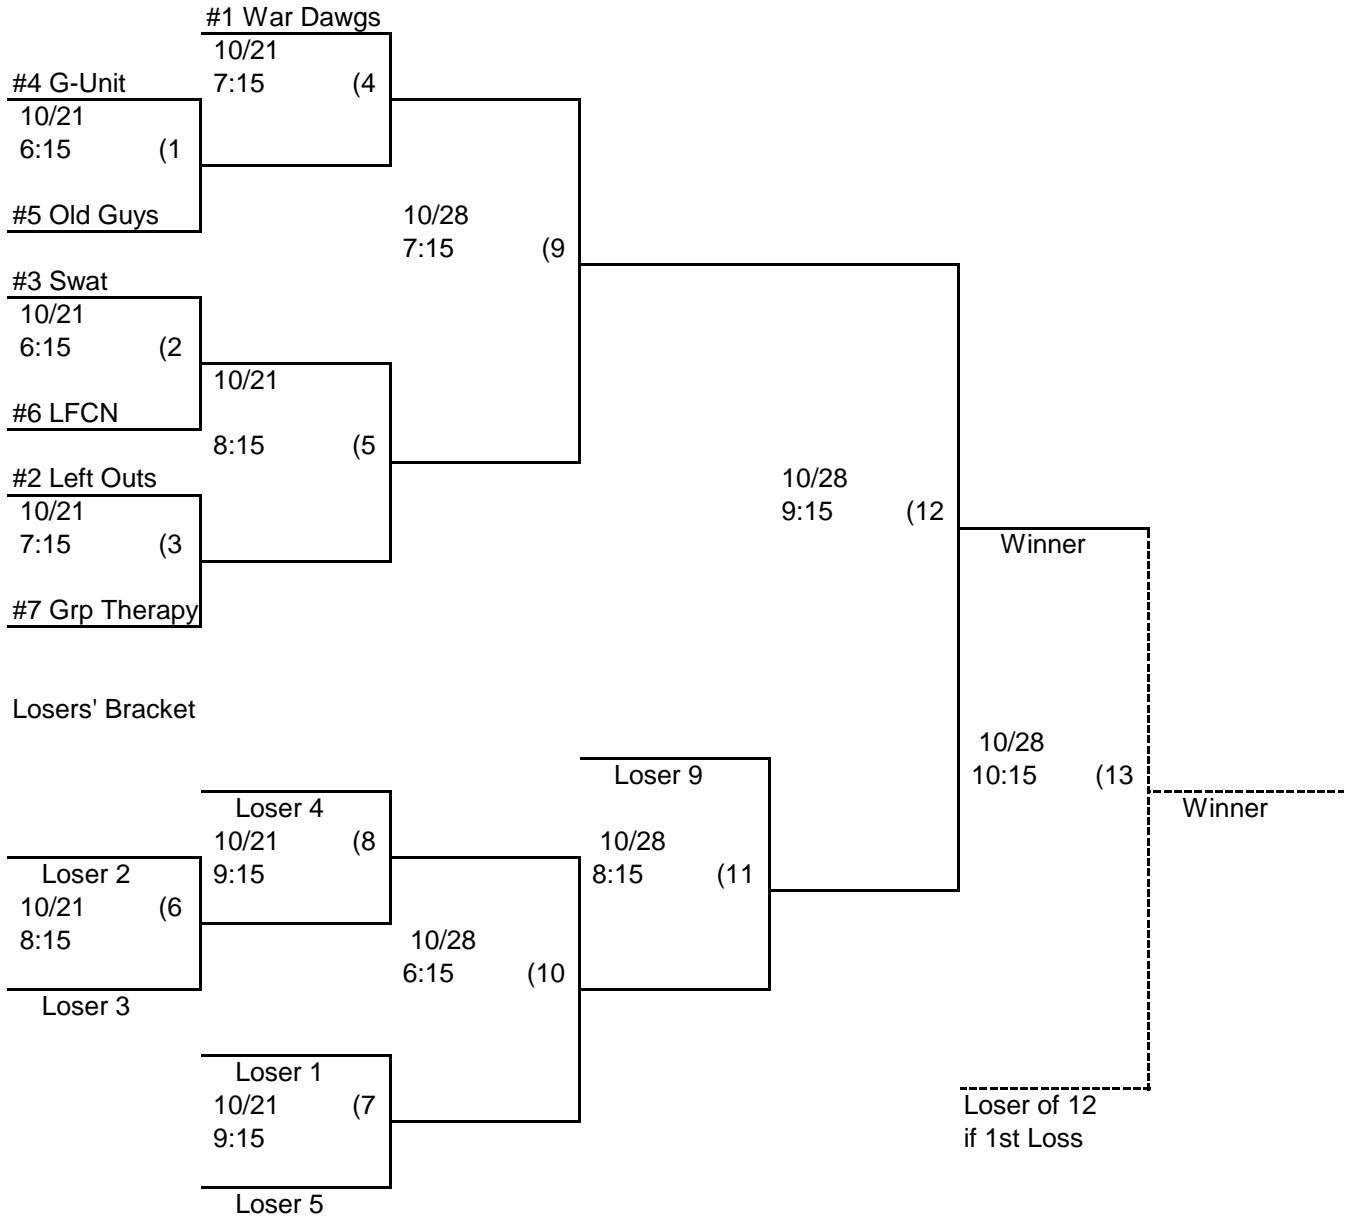 #1 War Dawgs
10/21
7:15 (4
#4 G-Unit
10/21
6:15 (1
#5 Old Guys
10/28
7:15 (9
#3 Swat
10/21
6:15 (2
10/21
#6 LFCN
8:15 (5
#2 Left Outs
10/21
7:15 (3
10/28
9:15 (12
Winner
#7 Grp Therapy
Losers' Bracket
10/28
10:15 (13
Winner
Loser 9
Loser 4
10/21 (8
9:15
10/28
8:15 (11
Loser 2
10/21 (6
8:15
10/28
6:15 (10
Loser 3
Loser 1
10/21 (7
9:15
Loser of 12
if 1st Loss
Loser 5